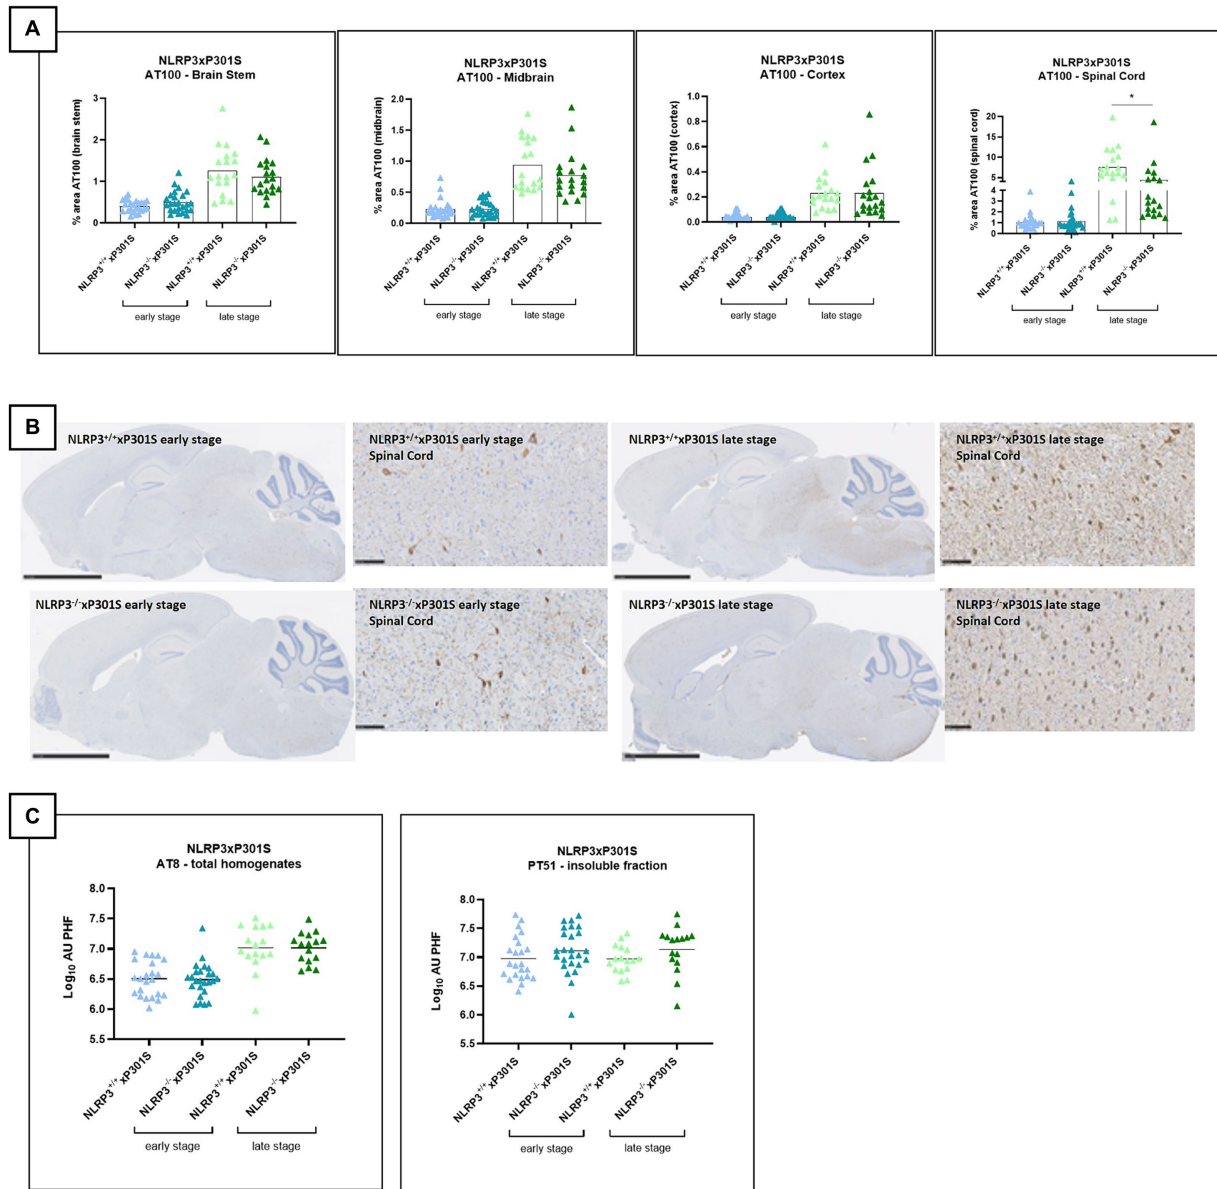 A
NLRP3xP301S
AT100 - Brain Stem
% area AT100 (brain stem)
3
2
1
0
NLRP3+/+xP301S
NLRP3-/-xP301S
NLRP3+/+xP301S
NLRP3-/-xP301S
early stage
late stage
NLRP3xP301S
AT100 - Midbrain
% area AT100 (midbrain)
2.0
1.5
1.0
0.5
0.0
NLRP3+/+xP301S
NLRP3-/-xP301S
NLRP3+/+xP301S
NLRP3-/-xP301S
early stage
late stage
NLRP3xP301S
AT100 - Cortex
% area AT100 (cortex)
1.0
0.8
0.6
0.4
0.2
0.0
NLRP3+/+xP301S
NLRP3-/-xP301S
NLRP3+/+xP301S
NLRP3-/-xP301S
early stage
late stage
NLRP3xP301S
AT100 - Spinal Cord
% area AT100 (spinal cord)
20
15
10
5
4
3
2
1
0
*
NLRP3+/+xP301S
NLRP3-/-xP301S
NLRP3+/+xP301S
NLRP3-/-xP301S
early stage
late stage
B
NLRP3+/+xP301S early stage
NLRP3+/+xP301S early stage
Spinal Cord
NLRP3+/+xP301S late stage
NLRP3+/+xP301S late stage
Spinal Cord
NLRP3-/-xP301S early stage
NLRP3-/-xP301S early stage
Spinal Cord
NLRP3-/-xP301S late stage
NLRP3-/-xP301S late stage
Spinal Cord
C
NLRP3xP301S
AT8 - total homogenates
Log10 AU PHF
8.0
7.5
7.0
6.5
6.0
5.5
NLRP3+/+xP301S
NLRP3-/-xP301S
NLRP3+/+xP301S
NLRP3-/-xP301S
early stage
late stage
NLRP3xP301S
PT51 - insoluble fraction
Log10 AU PHF
8.0
7.5
7.0
6.5
6.0
5.5
NLRP3+/+xP301S
NLRP3-/-xP301S
NLRP3+/+xP301S
NLRP3-/-xP301S
early stage
late stage